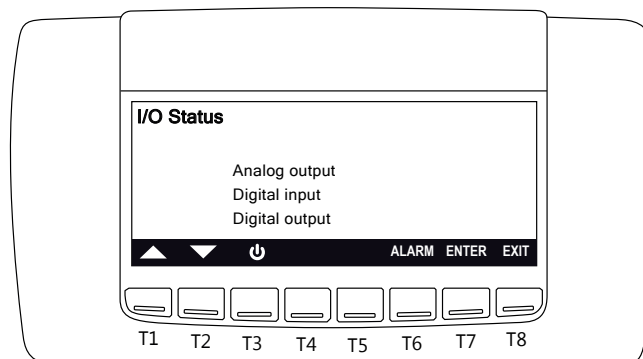 I/O Status
Analog output
Digital input
Digital output
ALARM ENTER EXIT
T1 T2 T3 T4 T5 T6 T7 T8